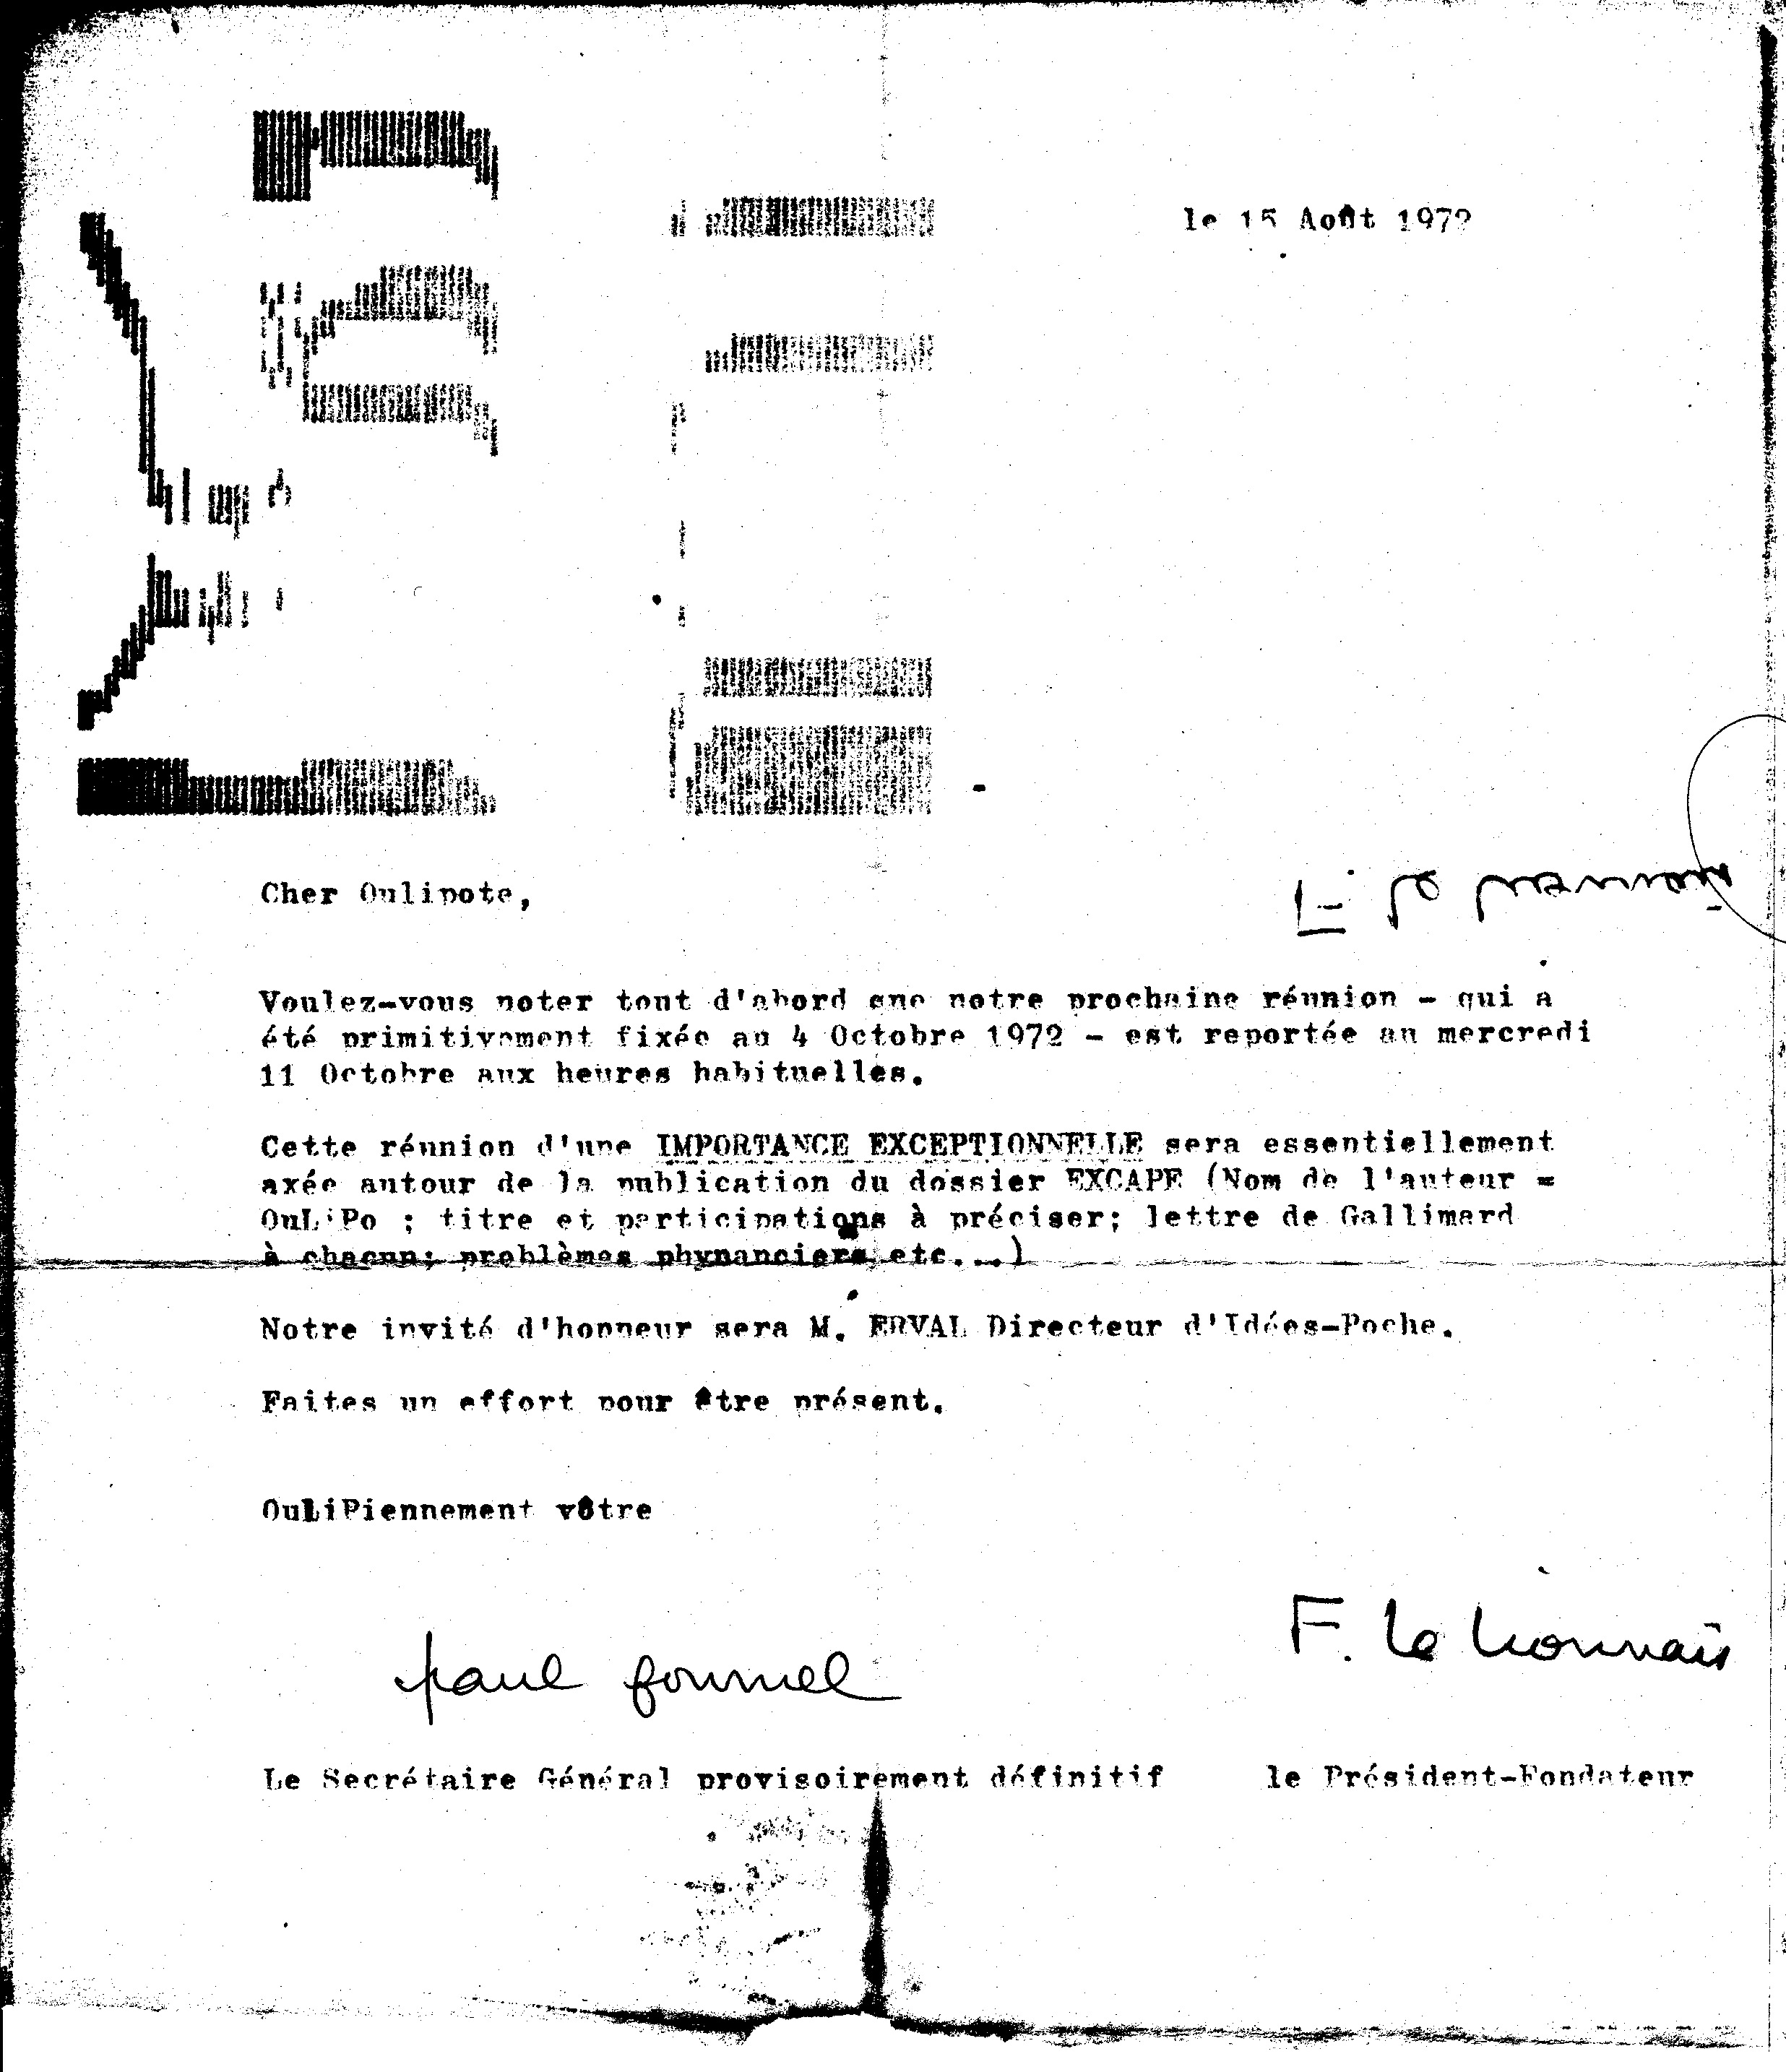 le 15 Août 1972
Cher Oulipote,
F. le Lionnais
Voulez-vous noter tout d'abord que notre prochaine réunion - qui a
été primitivement fixée au 4 Octobre 1972 - est reportée au mercredi
11 Octobre aux heures habituelles.
Cette réunion d'une IMPORTANCE EXCEPTIONNELLE sera essentiellement
axée autour de la publication du dossier EXCAPE (Nom de l'auteur =
OuLiPo ; titre et participations à préciser; lettre de Gallimard
à chacun; problèmes phynanciers etc...)
Notre invité d'honneur sera M. ERVAL Directeur d'Idées-Poche.
Faites un effort pour être présent.
OuLiPiennement vôtre
paul fournel
F. le Lionnais
Le Secrétaire Général provisoirement définitif le Président-Fondateur